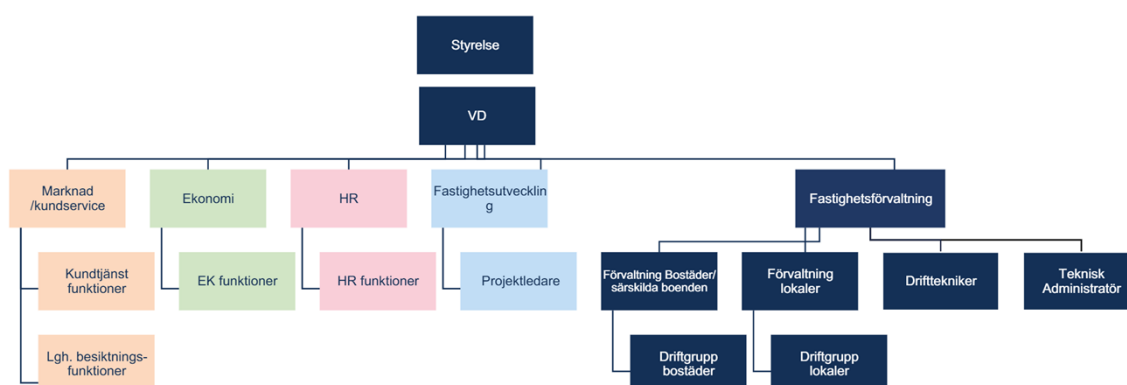 Styrelse
VD
Marknad
/kundservice
Ekonomi
HR
Fastighetsutvecklin
g
Fastighetsförvaltning
Kundtjänst
funktioner
EK funktioner
HR funktioner
Projektledare
Förvaltning Bostäder/
särskilda boenden
Förvaltning
lokaler
Drifttekniker
Teknisk
Administratör
Lgh. besiktnings-
funktioner
Driftgrupp
bostäder
Driftgrupp
lokaler